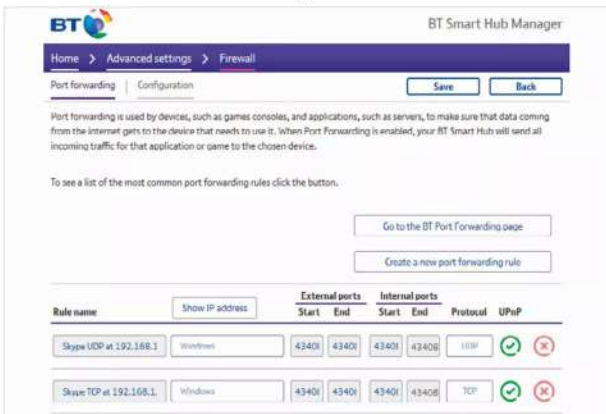 BT
BT Smart Hub Manager
Home > Advanced settings > Firewall
Port forwarding | Configuration
Save
Back
Port forwarding is used by devices, such as games consoles, and applications, such as servers, to make sure that data coming
from the internet gets to the device that needs to use it. When Port Forwarding is enabled, your BT Smart Hub will send all
incoming traffic for that application or game to the chosen device.
To see a list of the most common port forwarding rules click the button.
Go to the BT Port Forwarding page
Create a new port forwarding rule
External ports Internal ports
Rule name Show IP address Start End Start End Protocol UPnP
Skype UDP at 192.168.1 Windows 4340 4340 4340 43408 UDP
Skype TCP at 192.168.1. Windows 4340 4340 4340 43408 TCP